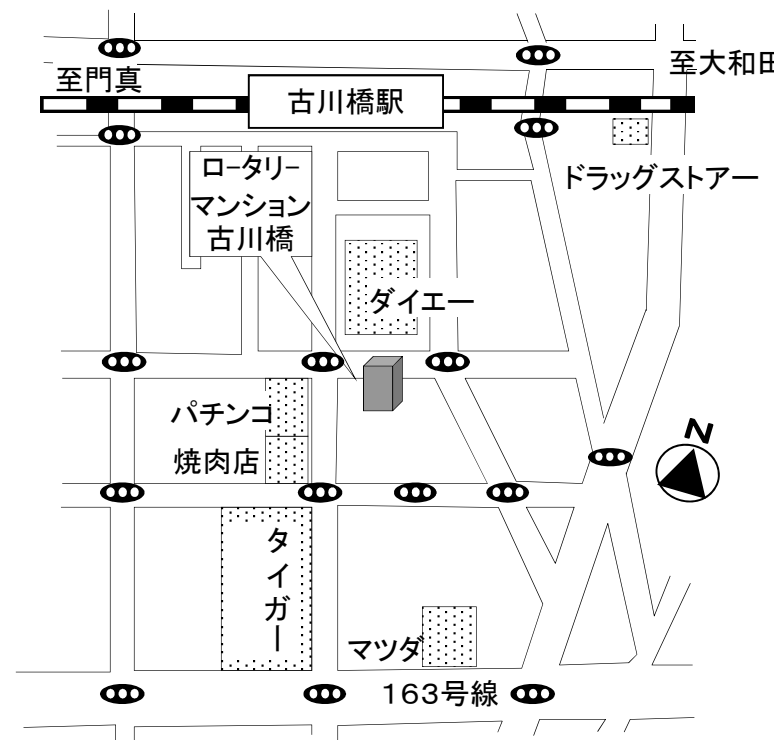 至大和田
至門真
古川橋駅
ロータリー
マンション
古川橋
ドラッグストアー
ダイエー
パチンコ
焼肉店
N
タイガー
マツダ
163号線